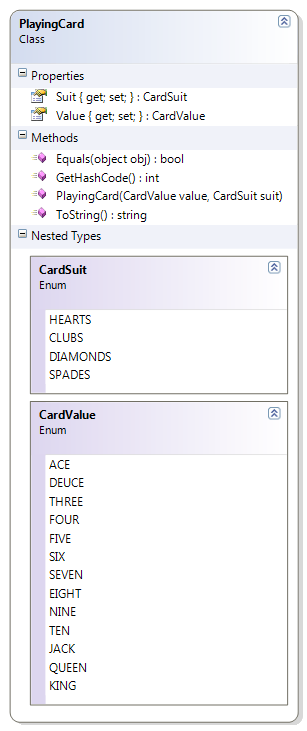 PlayingCard
Class
Properties
Suit { get; set; } : CardSuit
Value { get; set; } : CardValue
Methods
Equals(object obj) : bool
GetHashCode() : int
PlayingCard(CardValue value, CardSuit suit)
ToString() : string
Nested Types
CardSuit
Enum
HEARTS
CLUBS
DIAMONDS
SPADES
CardValue
Enum
ACE
DEUCE
THREE
FOUR
FIVE
SIX
SEVEN
EIGHT
NINE
TEN
JACK
QUEEN
KING